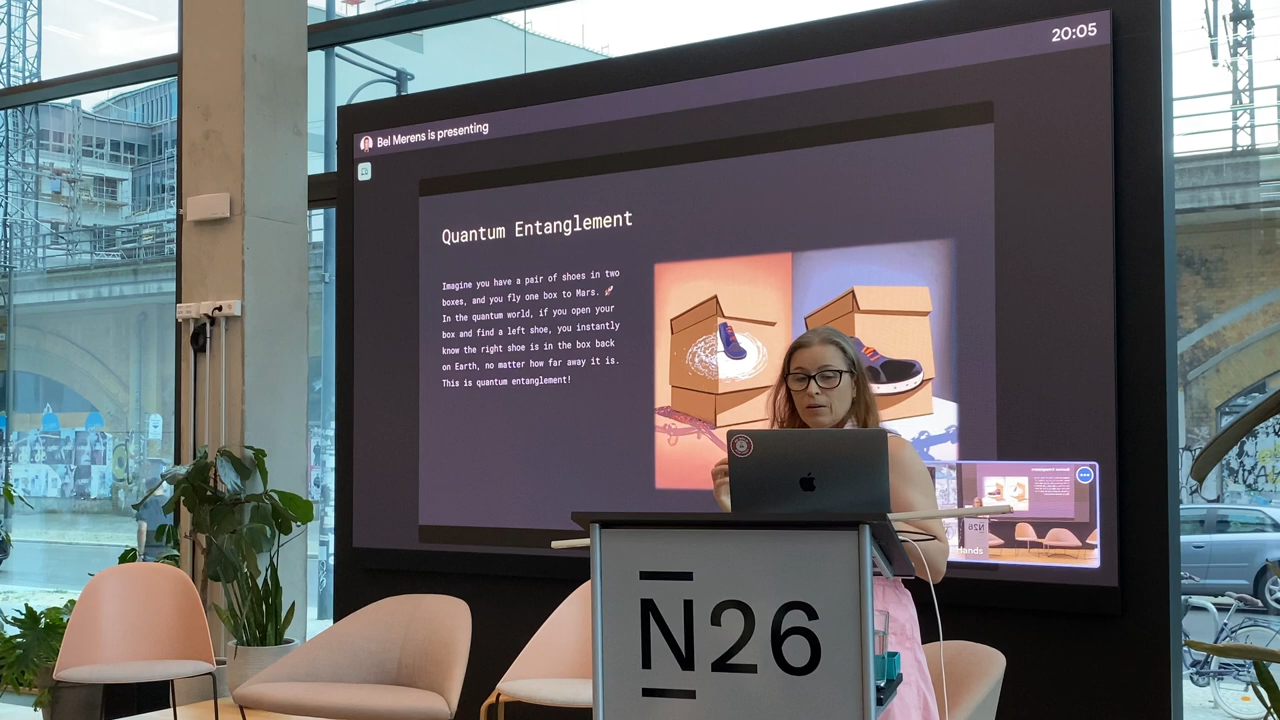 20:05
Bel Merens is presenting
Quantum Entanglement
Imagine you have a pair of shoes in two
boxes, and you fly one box to Mars. 🚀
In the quantum world, if you open your
box and find a left shoe, you instantly
know the right shoe is in the box back
on Earth, no matter how far away it is.
This is quantum entanglement!
Hands
N26